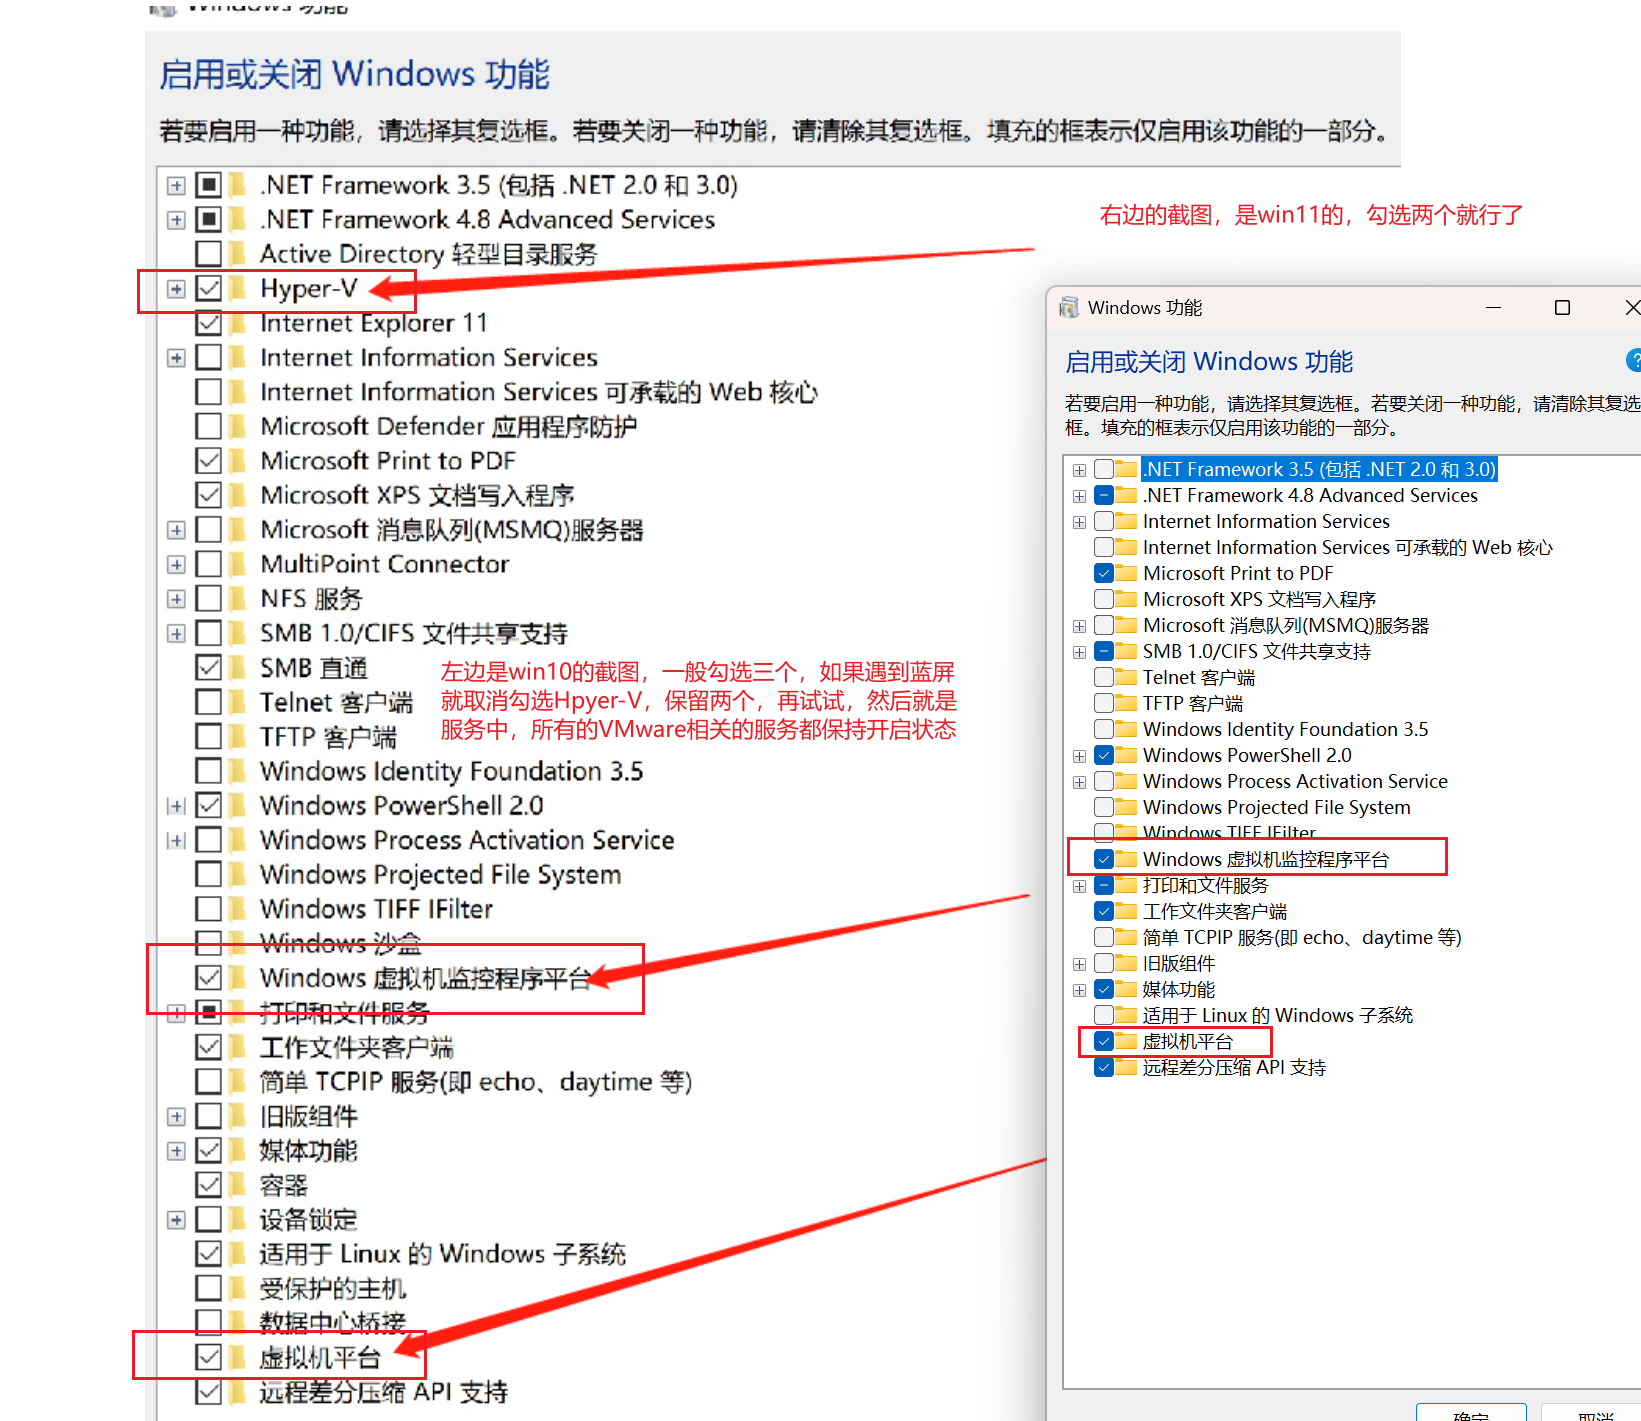 Windows 功能
启用或关闭 Windows 功能
若要启用一种功能，请选择其复选框。若要关闭一种功能，请清除其复选框。填充的框表示仅启用该功能的一部分。
.NET Framework 3.5 (包括 .NET 2.0 和 3.0)
.NET Framework 4.8 Advanced Services
Active Directory 轻型目录服务
Hyper-V
Internet Explorer 11
Internet Information Services
Internet Information Services 可承载的 Web 核心
Microsoft Defender 应用程序防护
Microsoft Print to PDF
Microsoft XPS 文档写入程序
Microsoft 消息队列(MSMQ)服务器
MultiPoint Connector
NFS 服务
SMB 1.0/CIFS 文件共享支持
SMB 直通
Telnet 客户端
TFTP 客户端
Windows Identity Foundation 3.5
Windows PowerShell 2.0
Windows Process Activation Service
Windows Projected File System
Windows TIFF IFilter
Windows 沙盒
Windows 虚拟机监控程序平台
打印和文件服务
工作文件夹客户端
简单 TCPIP 服务(即 echo、daytime 等)
旧版组件
媒体功能
容器
设备锁定
适用于 Linux 的 Windows 子系统
受保护的主机
数据中心桥接
虚拟机平台
远程差分压缩 API 支持
左边是win10的截图，一般勾选三个，如果遇到蓝屏
就取消勾选Hpyer-V，保留两个，再试试，然后就是
服务中，所有的VMware相关的服务都保持开启状态
右边的截图，是win11的，勾选两个就行了
Windows 功能
启用或关闭 Windows 功能
若要启用一种功能，请选择其复选框。若要关闭一种功能，请清除其复选
框。填充的框表示仅启用该功能的一部分。
.NET Framework 3.5 (包括 .NET 2.0 和 3.0)
.NET Framework 4.8 Advanced Services
Internet Information Services
Internet Information Services 可承载的 Web 核心
Microsoft Print to PDF
Microsoft XPS 文档写入程序
Microsoft 消息队列(MSMQ)服务器
SMB 1.0/CIFS 文件共享支持
Telnet 客户端
TFTP 客户端
Windows Identity Foundation 3.5
Windows PowerShell 2.0
Windows Process Activation Service
Windows Projected File System
Windows TIFF IFilter
Windows 虚拟机监控程序平台
打印和文件服务
工作文件夹客户端
简单 TCPIP 服务(即 echo、daytime 等)
旧版组件
媒体功能
适用于 Linux 的 Windows 子系统
虚拟机平台
远程差分压缩 API 支持
确定
取消